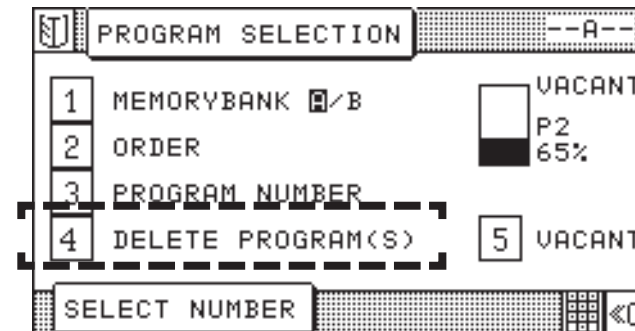 PROGRAM SELECTION --A--
1 MEMORYBANK A/B VACANT
2 ORDER P2
65%
3 PROGRAM NUMBER
4 DELETE PROGRAM(S) 5 VACANT
SELECT NUMBER